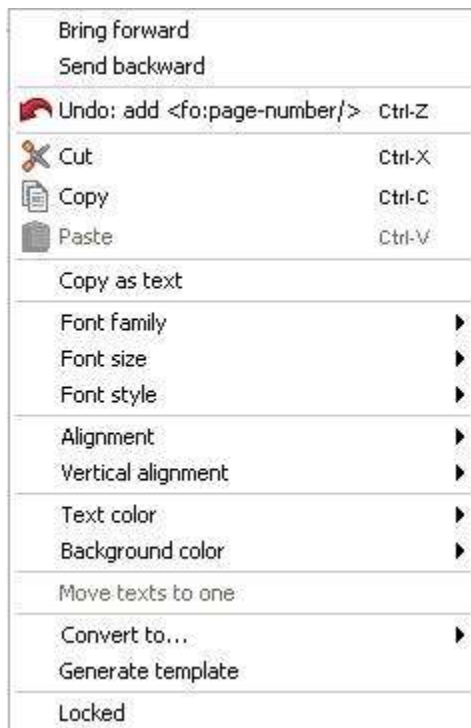 Bring forward
Send backward
Undo: add <fo:page-number/> Ctrl-Z
Cut Ctrl-X
Copy Ctrl-C
Paste Ctrl-V
Copy as text
Font family
Font size
Font style
Alignment
Vertical alignment
Text color
Background color
Move texts to one
Convert to...
Generate template
Locked